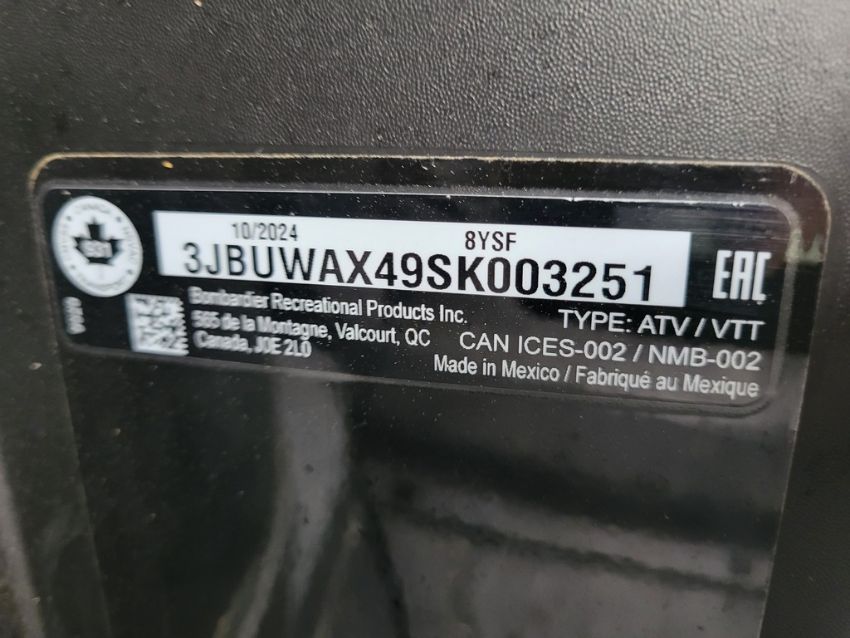 10/2024 8YSF
3JBUWAX49SK003251
EAC
Bombardier Recreational Products Inc.
565 de la Montagne, Valcourt, QC
Canada, J0E 2L0
TYPE: ATV / VTT
CAN ICES-002 / NMB-002
Made in Mexico / Fabriqué au Mexique